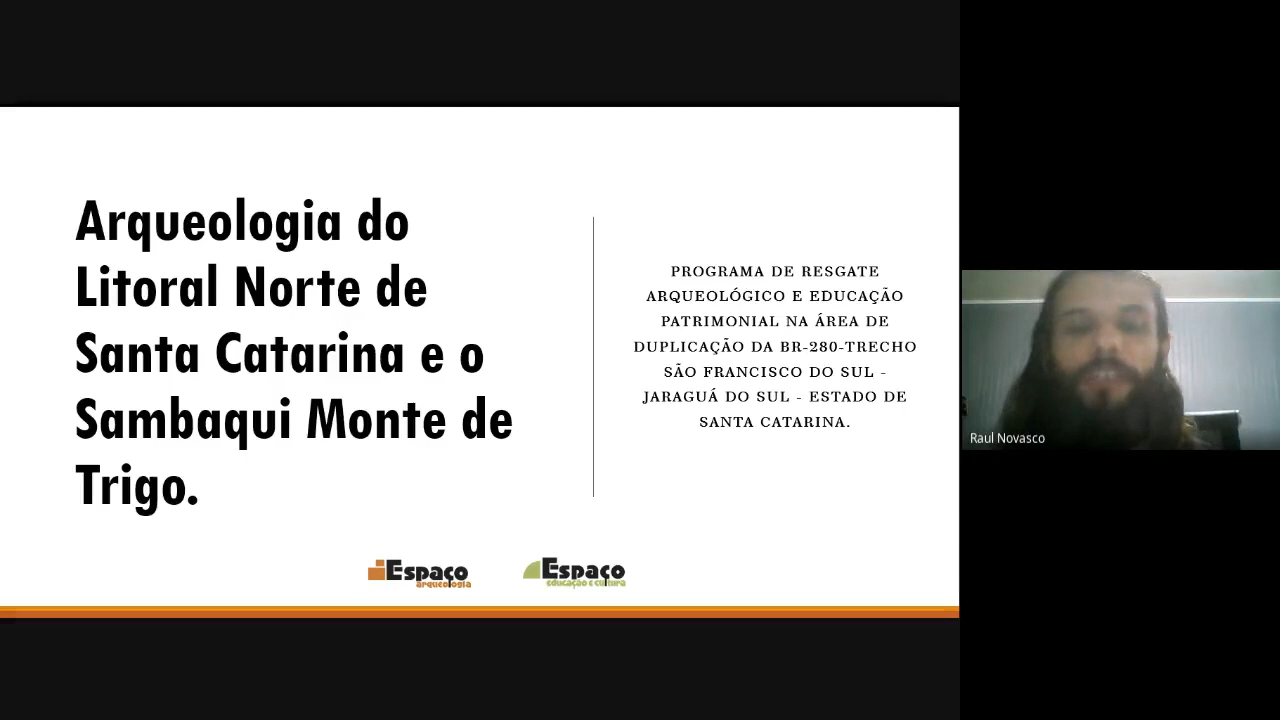 Arqueologia do
Litoral Norte de
Santa Catarina e o
Sambaqui Monte de
Trigo.
PROGRAMA DE RESGATE
ARQUEOLÓGICO E EDUCAÇÃO
PATRIMONIAL NA ÁREA DE
DUPLICAÇÃO DA BR-280-TRECHO
SÃO FRANCISCO DO SUL -
JARAGUÁ DO SUL - ESTADO DE
SANTA CATARINA.
Espaço
arqueologia
Espaço
educação e cultura
Raul Novasco